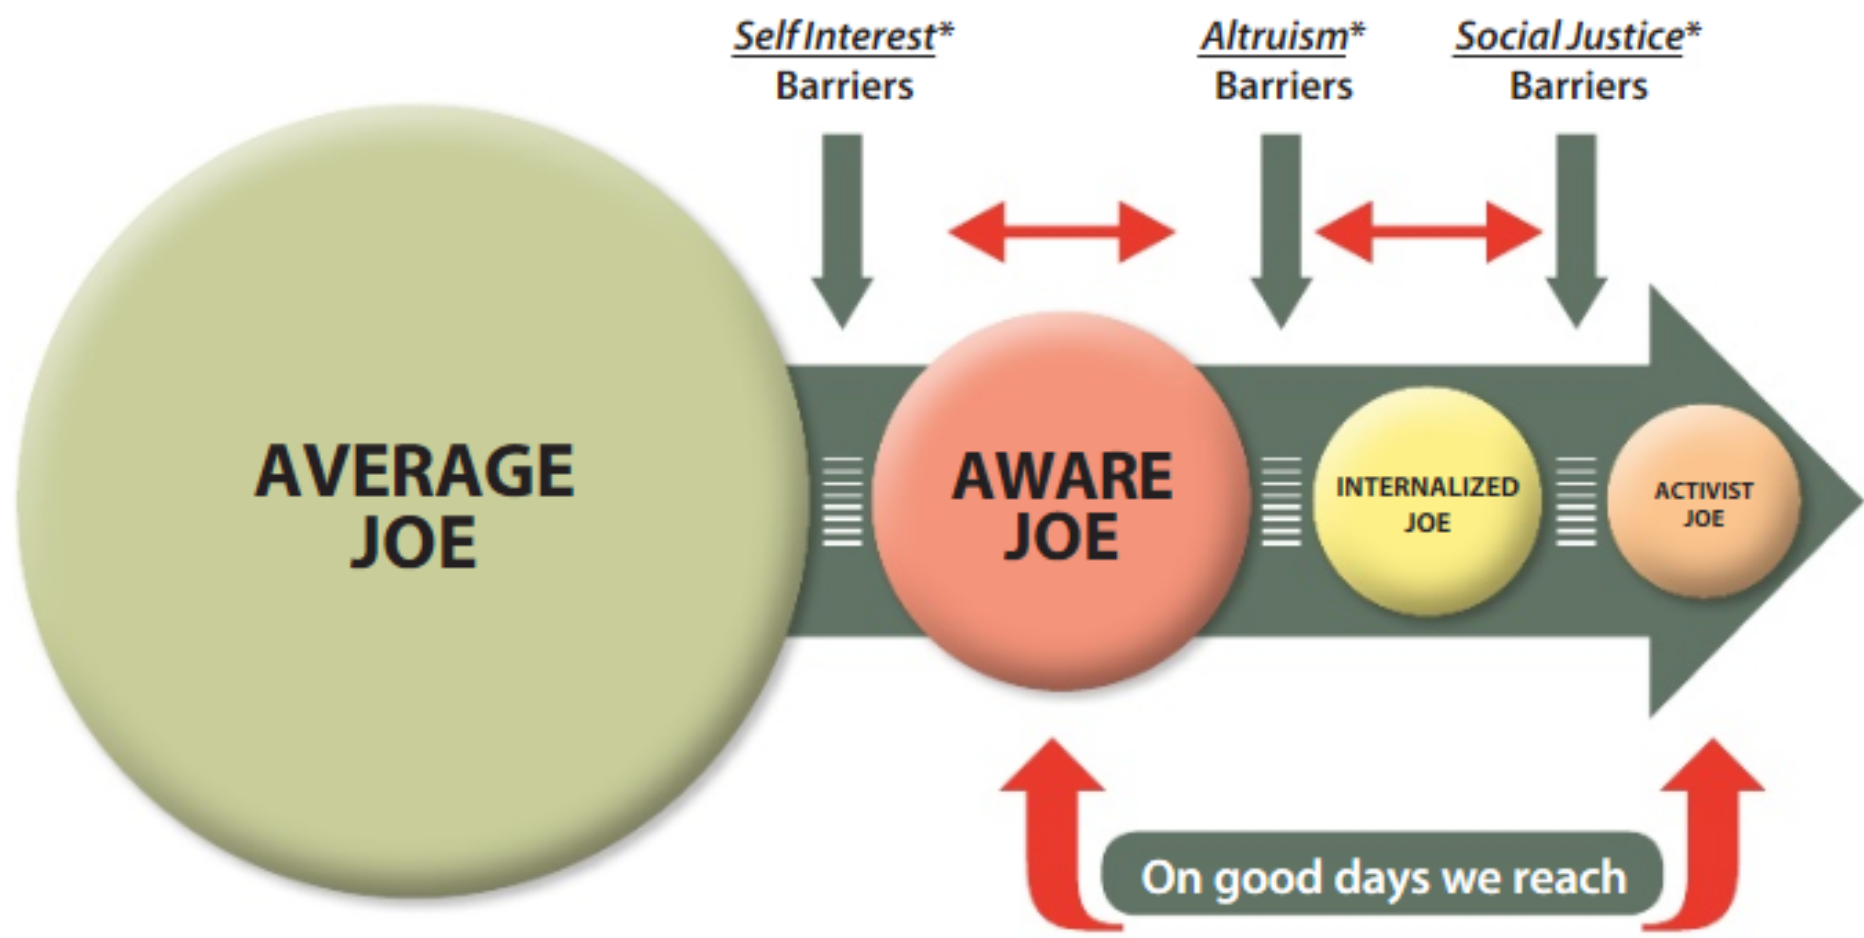 Self Interest*
Barriers
Altruism*
Barriers
Social Justice*
Barriers
AVERAGE
JOE
AWARE
JOE
INTERNALIZED
JOE
ACTIVIST
JOE
On good days we reach